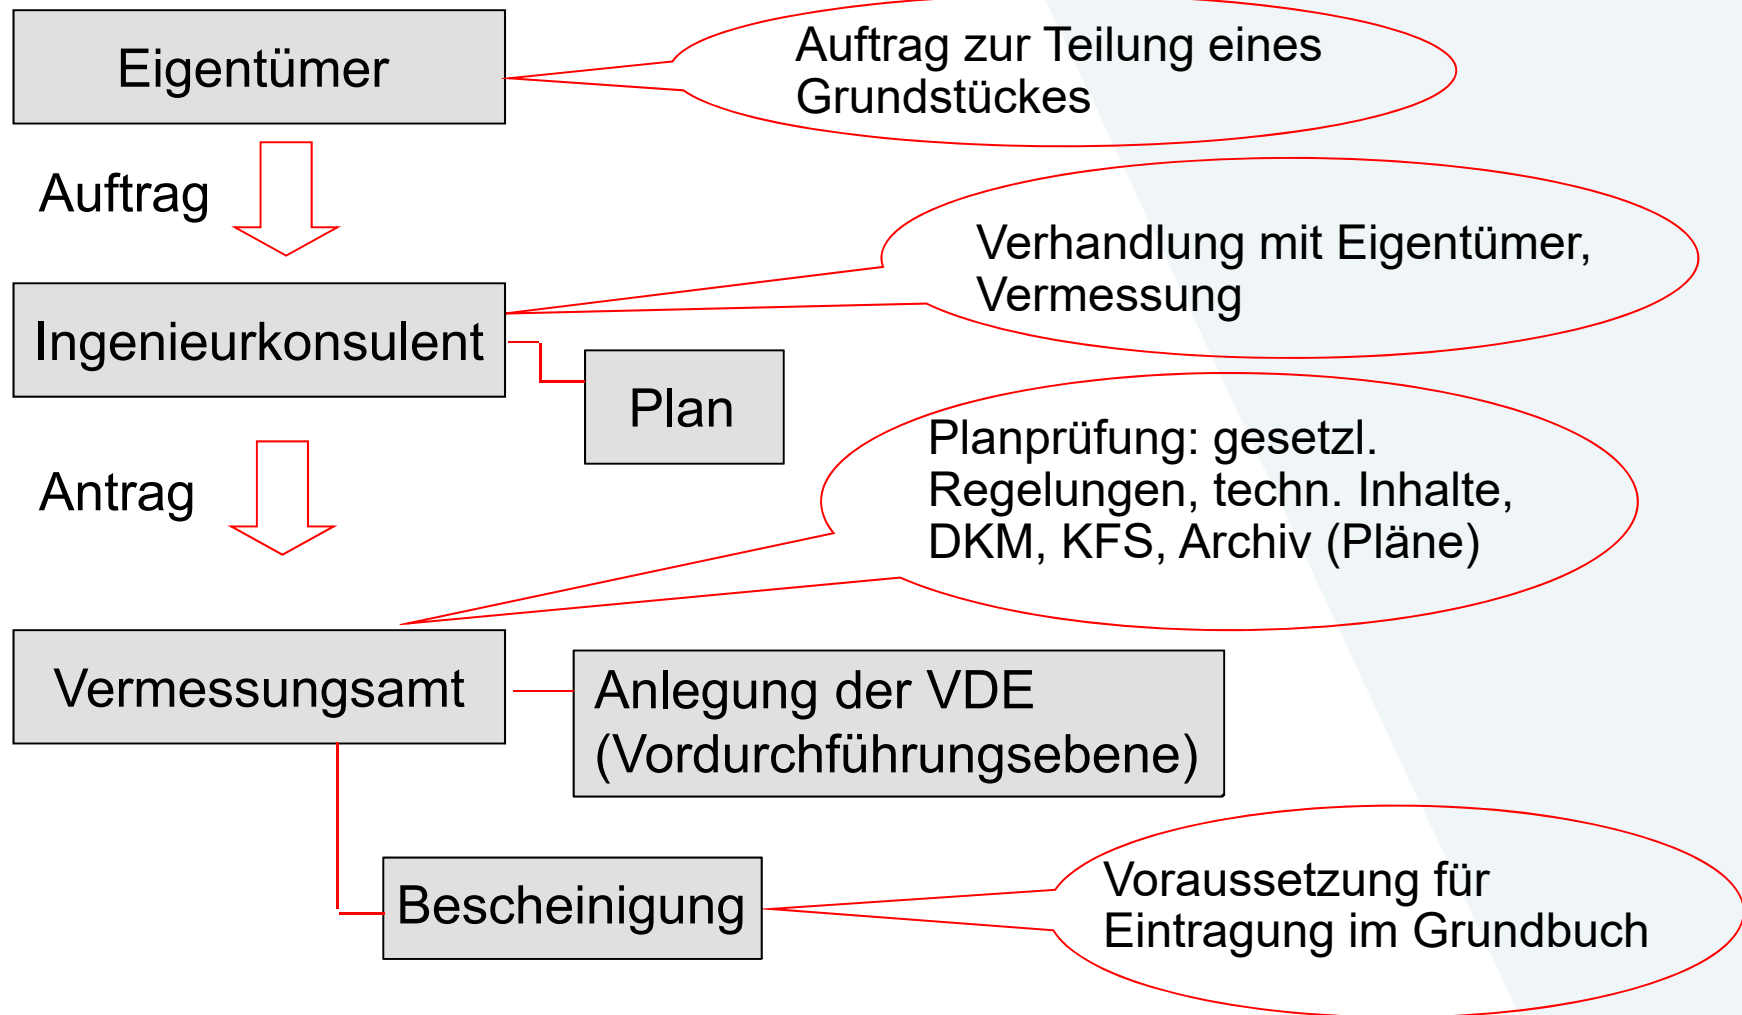 Eigentümer
Auftrag zur Teilung eines
Grundstückes
Auftrag
Verhandlung mit Eigentümer,
Vermessung
Ingenieurkonsulent
Plan
Planprüfung: gesetzl.
Regelungen, techn. Inhalte,
DKM, KFS, Archiv (Pläne)
Antrag
Vermessungsamt
Anlegung der VDE
(Vordurchführungsebene)
Bescheinigung
Voraussetzung für
Eintragung im Grundbuch